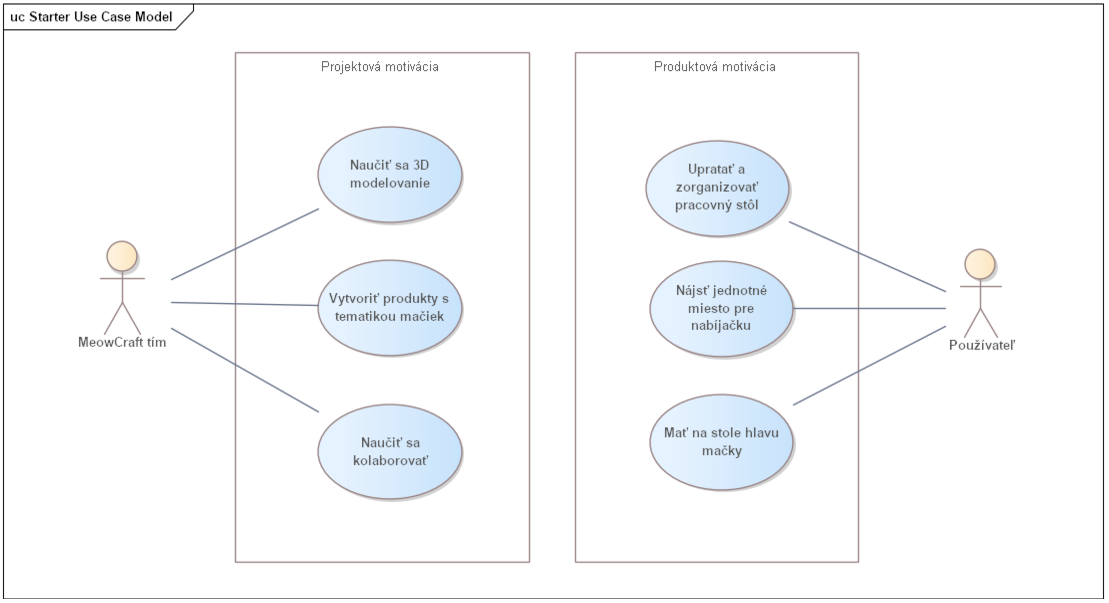 uc Starter Use Case Model
Projektová motivácia
Naučiť sa 3D
modelovanie
Vytvoriť produkty s
tematikou mačiek
Naučiť sa
kolaborovať
MeowCraft tím
Produktová motivácia
Upratať a
zorganizovať
pracovný stôl
Nájsť jednotné
miesto pre
nabíjačku
Mať na stole hlavu
mačky
Používateľ